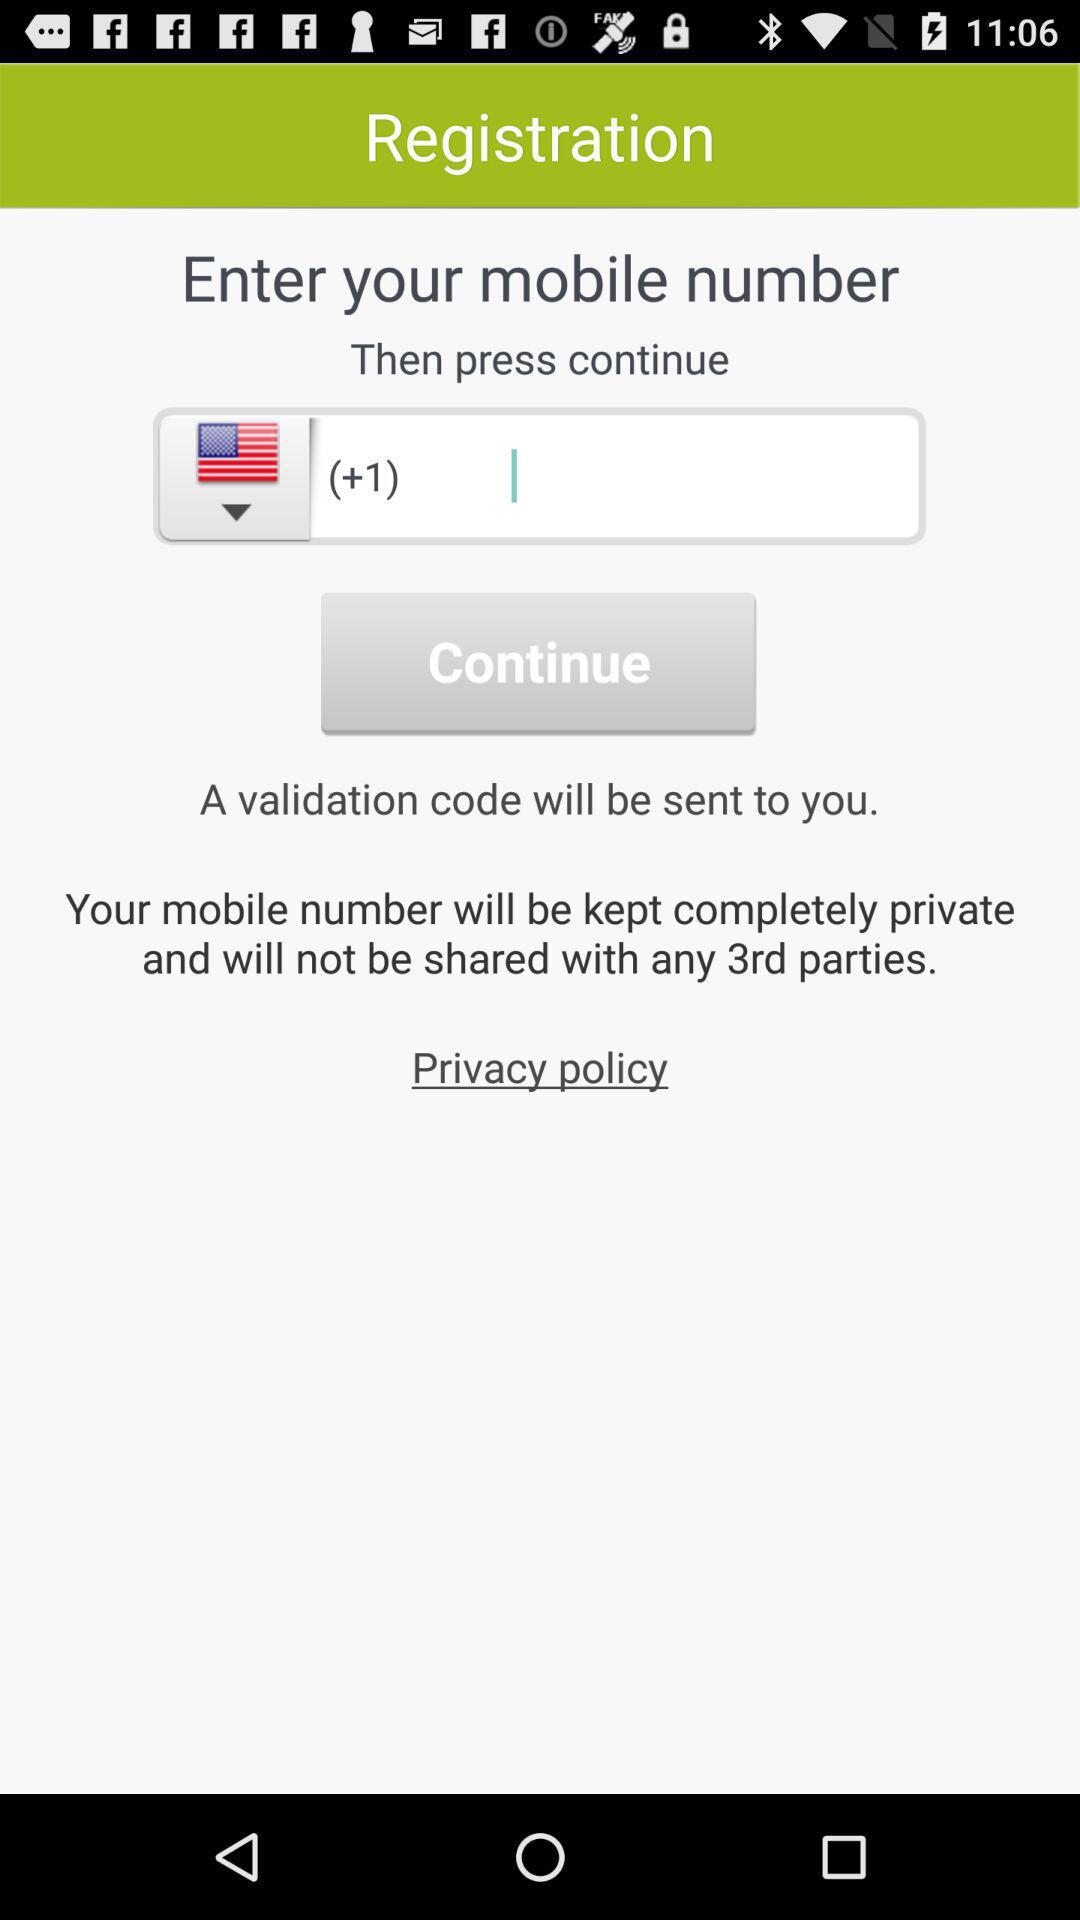 FAK
11:06
Registration
Enter your mobile number
Then press continue
(+1)
Continue
A validation code will be sent to you.
Your mobile number will be kept completely private
and will not be shared with any 3rd parties.
Privacy policy